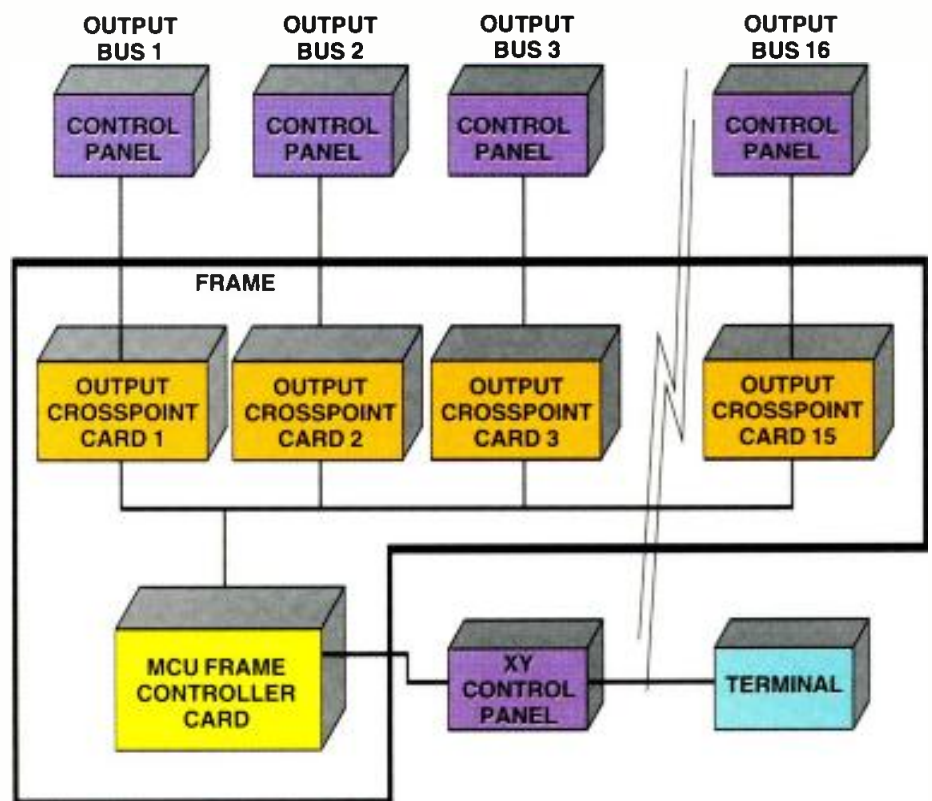 OUTPUT BUS 1
OUTPUT BUS 2
OUTPUT BUS 3
OUTPUT BUS 16
CONTROL PANEL
CONTROL PANEL
CONTROL PANEL
CONTROL PANEL
FRAME
OUTPUT CROSSPOINT CARD 1
OUTPUT CROSSPOINT CARD 2
OUTPUT CROSSPOINT CARD 3
OUTPUT CROSSPOINT CARD 15
MCU FRAME CONTROLLER CARD
XY CONTROL PANEL
TERMINAL